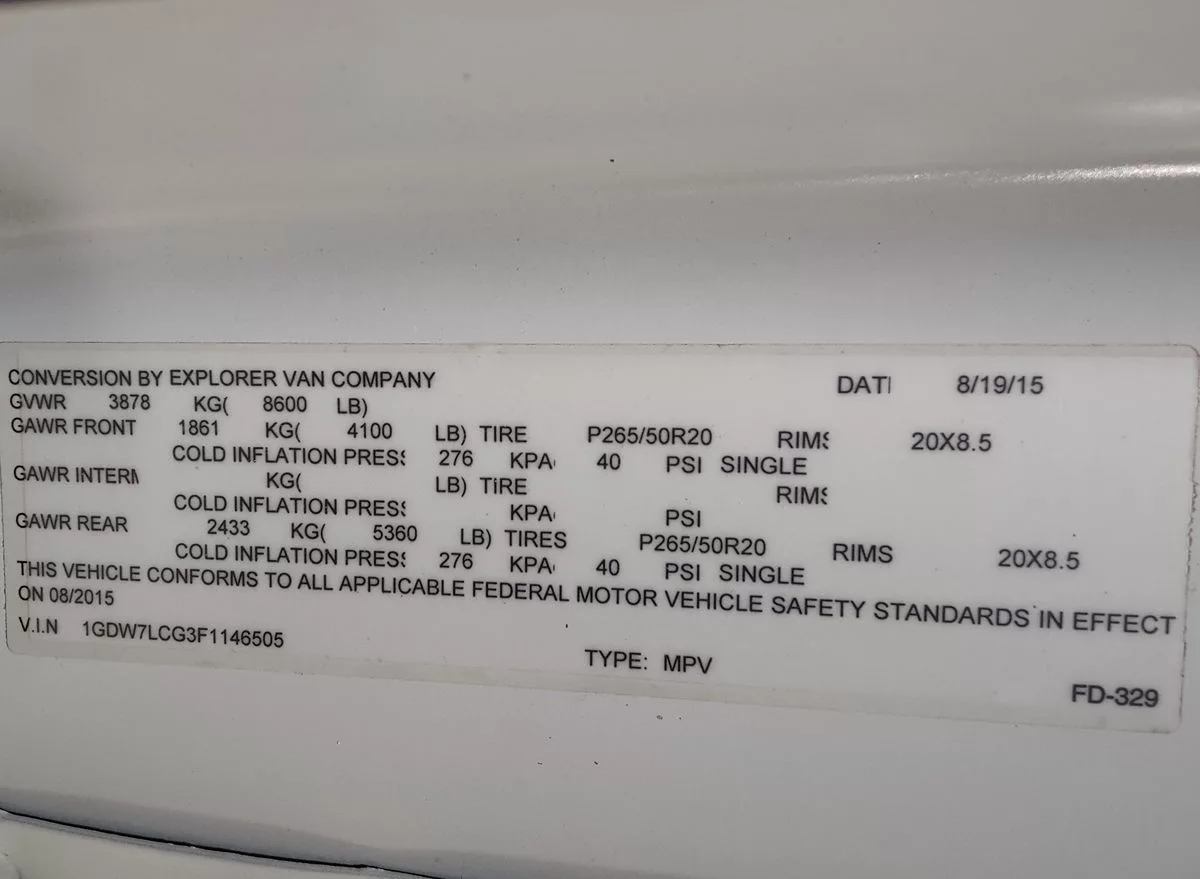 CONVERSION BY EXPLORER VAN COMPANY DATE 8/19/15
GVWR 3878 KG( 8600 LB)
GAWR FRONT 1861 KG( 4100 LB) TIRE P265/50R20 RIMS 20X8.5
COLD INFLATION PRESS 276 KPA 40 PSI SINGLE
GAWR INTERM KG( LB) TIRE RIMS
COLD INFLATION PRESS KPA PSI
GAWR REAR 2433 KG( 5360 LB) TIRES P265/50R20 RIMS 20X8.5
COLD INFLATION PRESS 276 KPA 40 PSI SINGLE
THIS VEHICLE CONFORMS TO ALL APPLICABLE FEDERAL MOTOR VEHICLE SAFETY STANDARDS IN EFFECT
ON 08/2015
V.I.N 1GDW7LCG3F1146505 TYPE: MPV
FD-329